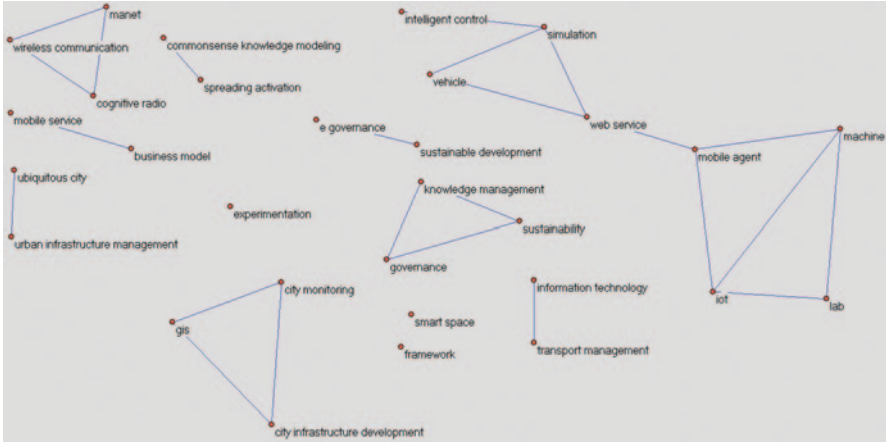 manet
intelligent control
simulation
wireless communication
commonsense knowledge modeling
vehicle
spreading activation
cognitive radio
mobile service
e governance
web service
machine
business model
sustainable development
mobile agent
ubiquitous city
knowledge management
experimentation
sustainability
urban infrastructure management
governance
city monitoring
information technology
iot
lab
gis
smart space
framework
transport management
city infrastructure development